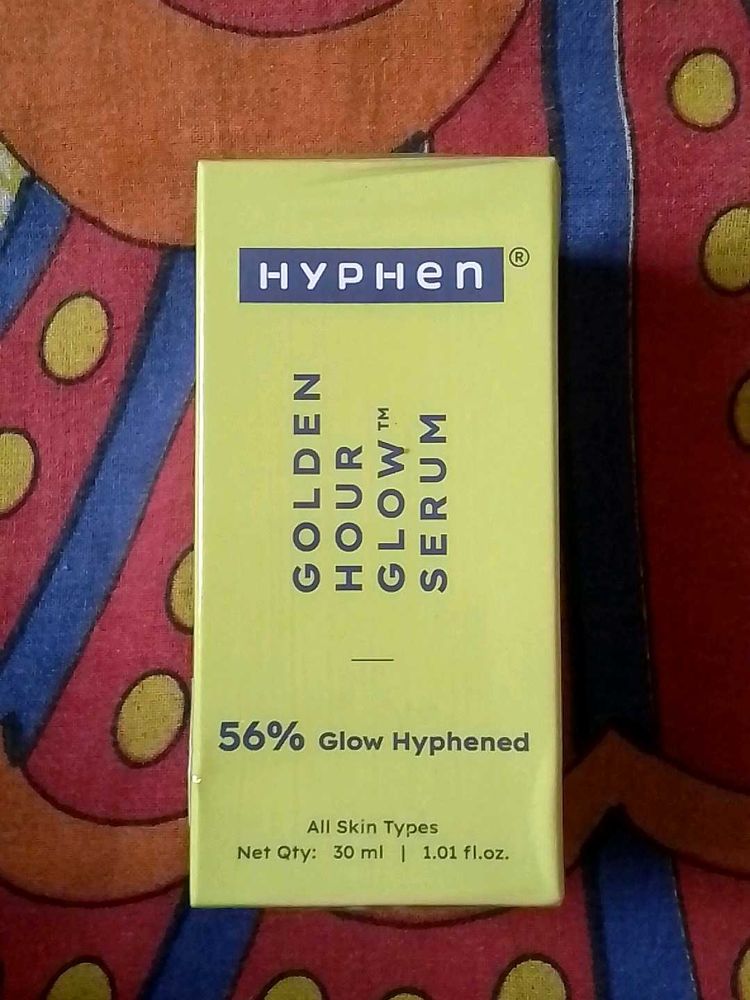 HYPHen®
GOLDEN
HOUR
GLOW™
SERUM
56% Glow Hyphened
All Skin Types
Net Qty: 30 ml | 1.01 fl.oz.